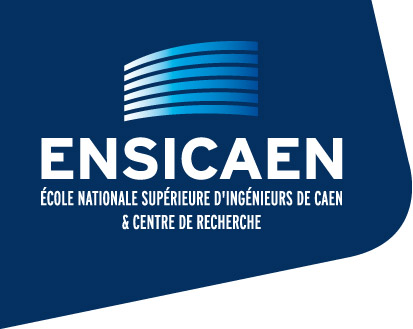 ENSICAEN
ÉCOLE NATIONALE SUPÉRIEURE D'INGÉNIEURS DE CAEN
& CENTRE DE RECHERCHE